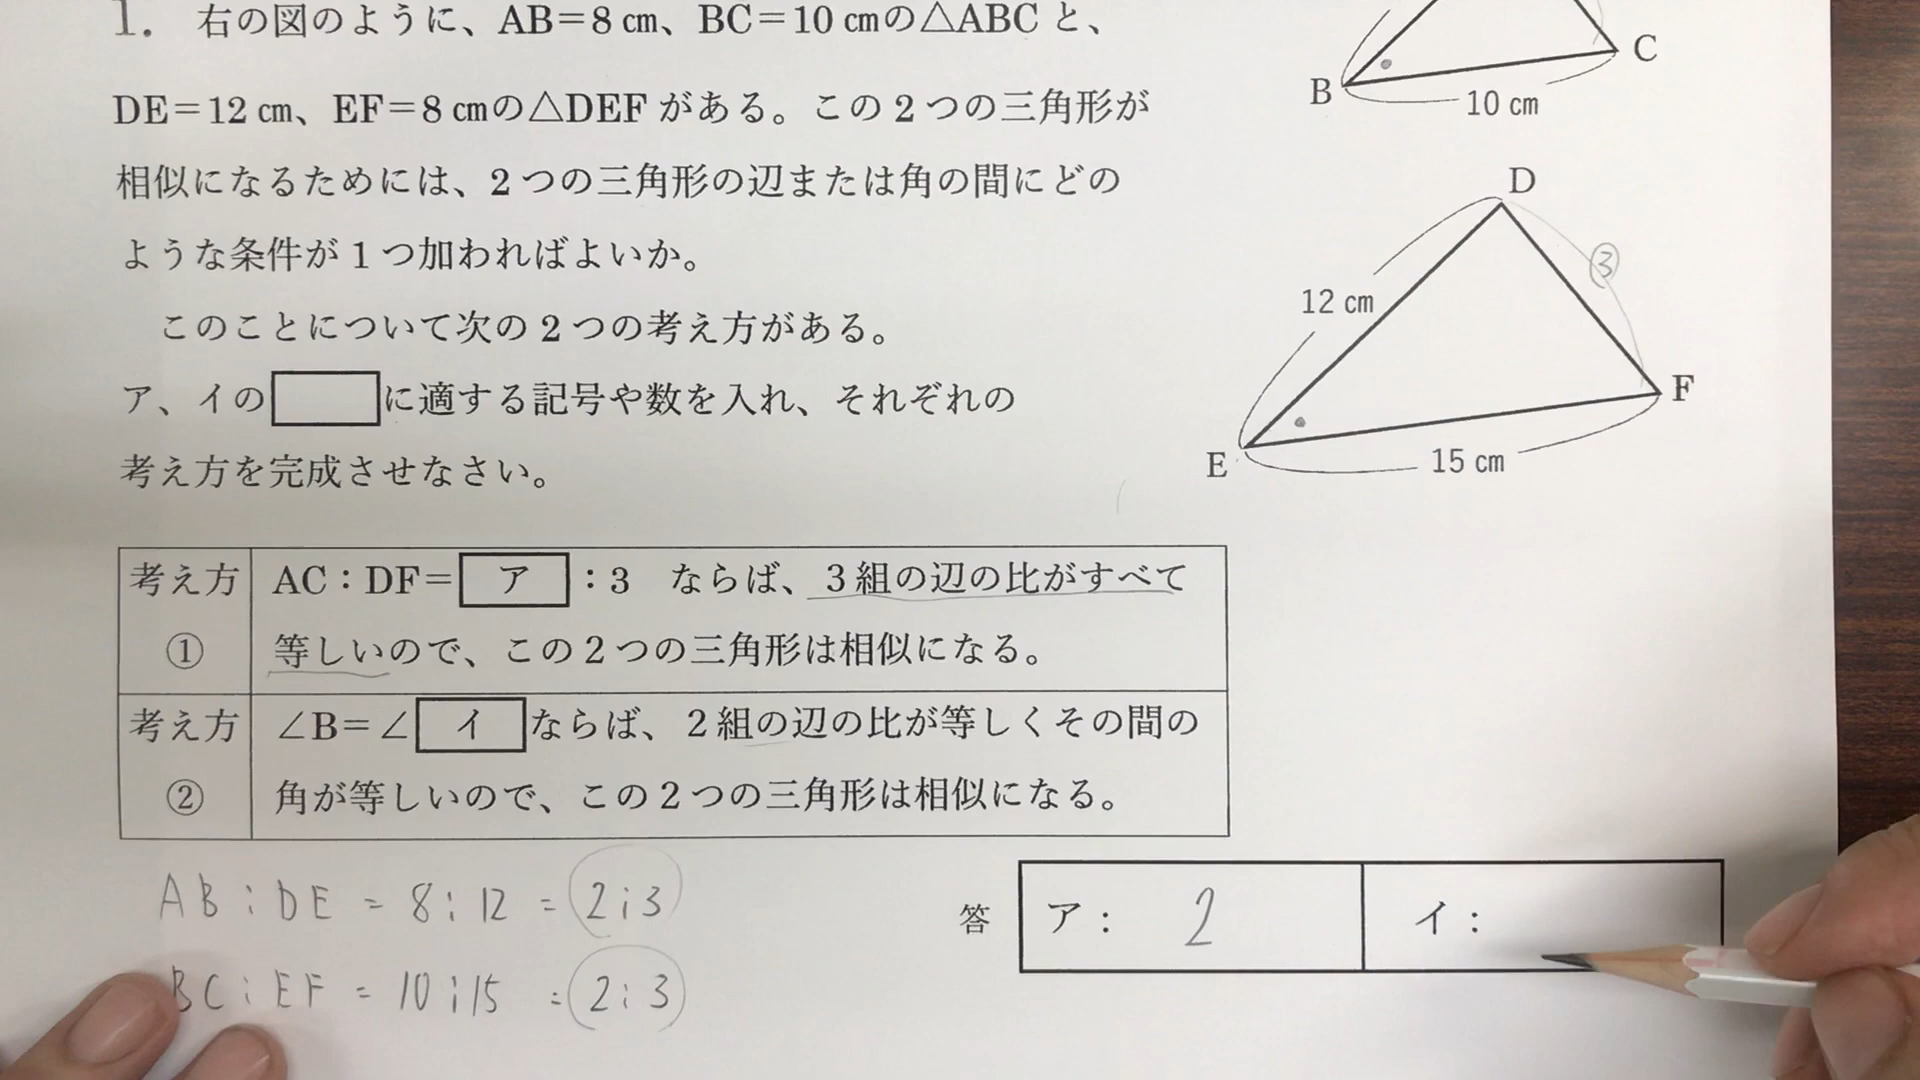 1. 右の図のように、AB=8 cm、BC=10 cmの△ABC と、
DE=12 cm、EF=8 cmの△DEF がある。この 2 つの三角形が
相似になるためには、2 つの三角形の辺または角の間にどの
ような条件が 1 つ加わればよいか。
このことについて次の 2 つの考え方がある。
ア、イの に適する記号や数を入れ、それぞれの
考え方を完成させなさい。
B
C
10 cm
D
③
12 cm
F
E
15 cm
考え方
①
AC：DF= ア ：3 ならば、3 組の辺の比がすべて
等しいので、この 2 つの三角形は相似になる。
考え方
②
∠B=∠ イ ならば、2 組の辺の比が等しくその間の
角が等しいので、この 2 つの三角形は相似になる。
AB：DE = 8：12 = 2：3
BC：EF = 10：15 = 2：3
答 ア： 2 イ：